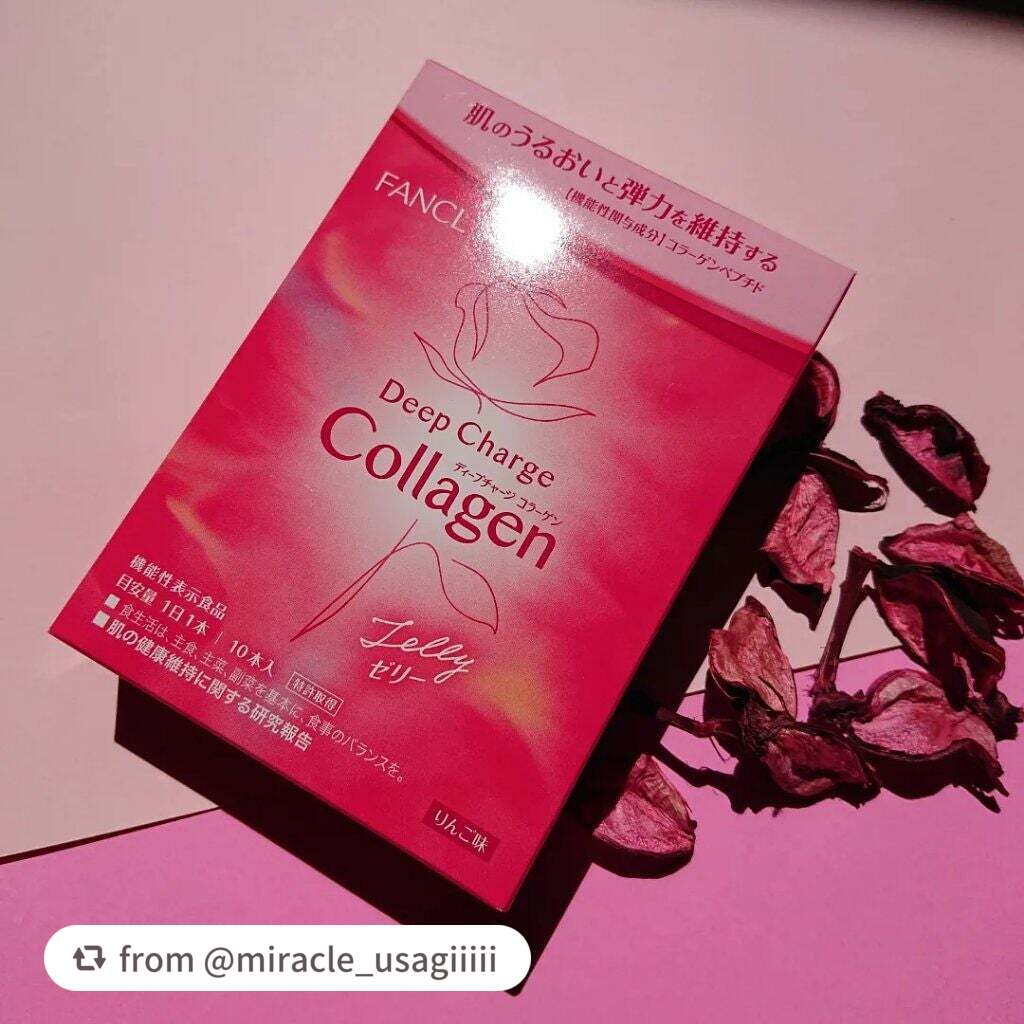 肌のうるおいと弾力を維持する
[機能性関与成分]コラーゲンペプチド
FANCL
Deep Charge
Collagen
ディープチャージ コラーゲン
Jelly
ゼリー
機能性表示食品
目安量 1日1本 | 10本入
■食生活は、主食、主菜、副菜を基本に、食事のバランスを。
■肌の健康維持に関する研究報告
特許取得
りんご味
from @miracle_usagiiiii